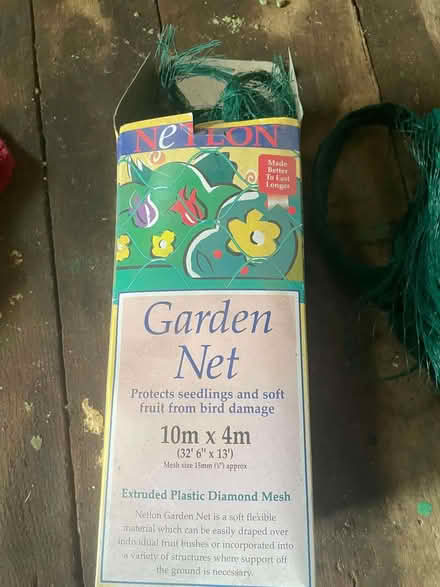 NeTLON
Made
Better
To Last
Longer
Garden
Net
Protects seedlings and soft
fruit from bird damage
10m x 4m
(32' 6" x 13')
Mesh size 15mm (½") approx
Extruded Plastic Diamond Mesh
Netlon Garden Net is a soft flexible
material which can be easily draped over
individual fruit bushes or incorporated into
a variety of structures where support off
the ground is necessary.